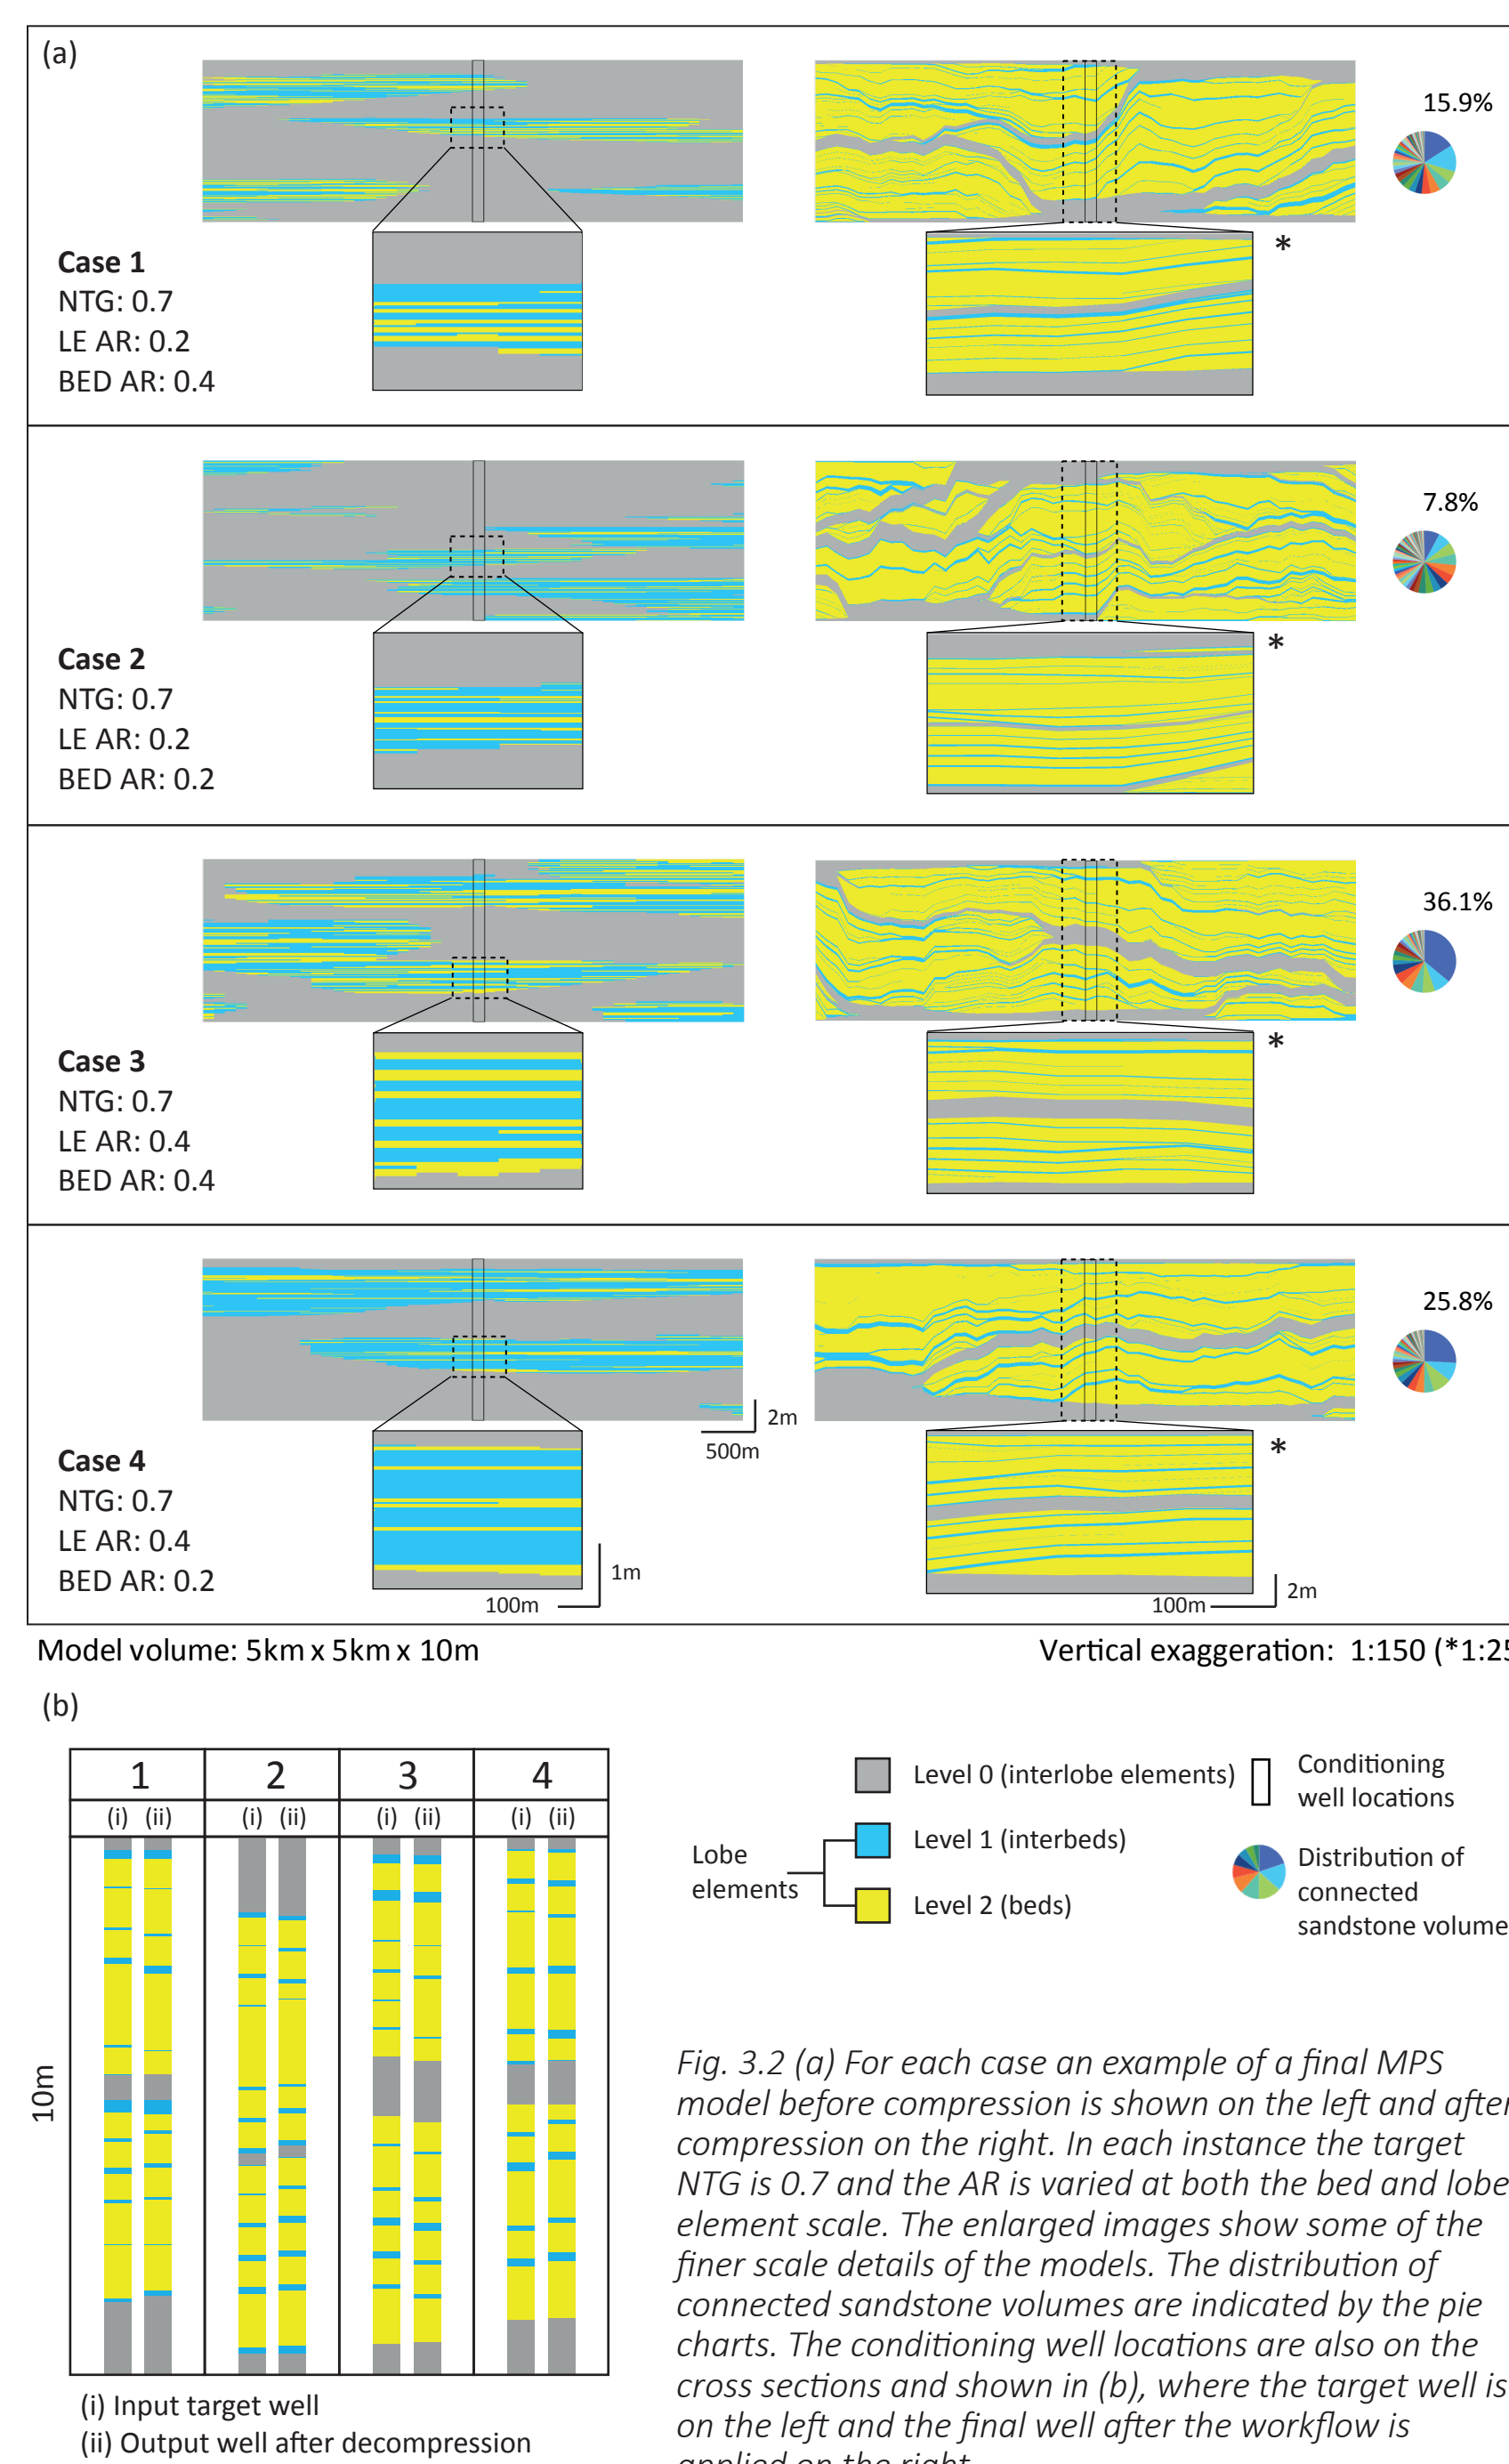 (a)
15.9%
*
Case 1
NTG: 0.7
LE AR: 0.2
BED AR: 0.4
7.8%
*
Case 2
NTG: 0.7
LE AR: 0.2
BED AR: 0.2
36.1%
*
Case 3
NTG: 0.7
LE AR: 0.4
BED AR: 0.4
25.8%
2m
500m
*
Case 4
NTG: 0.7
LE AR: 0.4
BED AR: 0.2
1m
100m
2m
100m
Model volume: 5km x 5km x 10m
Vertical exaggeration: 1:150 (*1:25
(b)
1 2 3 4
(i) (ii) (i) (ii) (i) (ii) (i) (ii)
10m
(i) Input target well
(ii) Output well after decompression
Lobe
elements
Level 0 (interlobe elements)
Level 1 (interbeds)
Level 2 (beds)
Conditioning
well locations
Distribution of
connected
sandstone volume
Fig. 3.2 (a) For each case an example of a final MPS
model before compression is shown on the left and after
compression on the right. In each instance the target
NTG is 0.7 and the AR is varied at both the bed and lobe
element scale. The enlarged images show some of the
finer scale details of the models. The distribution of
connected sandstone volumes are indicated by the pie
charts. The conditioning well locations are also on the
cross sections and shown in (b), where the target well is
on the left and the final well after the workflow is
applied on the right